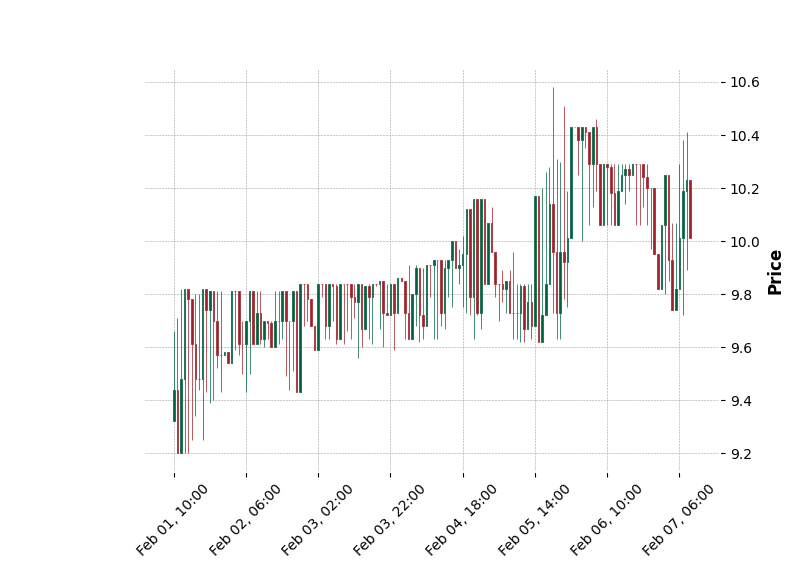 10.6
10.4
10.2
10.0
9.8
9.6
9.4
9.2
Price
Feb 01, 10:00
Feb 02, 06:00
Feb 03, 02:00
Feb 03, 22:00
Feb 04, 18:00
Feb 05, 14:00
Feb 06, 10:00
Feb 07, 06:00